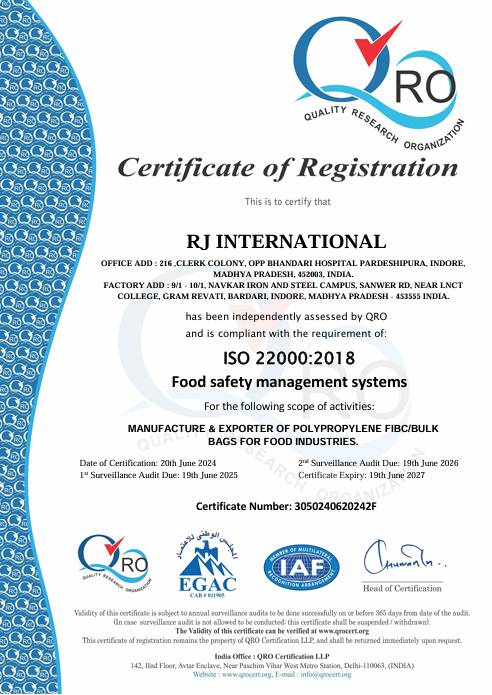 QRO
QUALITY RESEARCH ORGANIZATION
Certificate of Registration
This is to certify that
RJ INTERNATIONAL
OFFICE ADD : 216 ,CLERK COLONY, OPP BHANDARI HOSPITAL PARDESHIPURA, INDORE,
MADHYA PRADESH, 452003, INDIA.
FACTORY ADD : 9/1 - 10/1, NAVKAR IRON AND STEEL CAMPUS, SANWER RD, NEAR LNCT
COLLEGE, GRAM REVATI, BARDARI, INDORE, MADHYA PRADESH - 453555 INDIA.
has been independently assessed by QRO
and is compliant with the requirement of:
ISO 22000:2018
Food safety management systems
For the following scope of activities:
MANUFACTURE & EXPORTER OF POLYPROPYLENE FIBC/BULK
BAGS FOR FOOD INDUSTRIES.
Date of Certification: 20th June 2024
2nd Surveillance Audit Due: 19th June 2026
1st Surveillance Audit Due: 19th June 2025
Certificate Expiry: 19th June 2027
Certificate Number: 3050240620242F
QRO
QUALITY RESEARCH ORGANIZATION
المجلس الوطني للاعتماد
EGAC
CAB # 011905
MEMBER OF MULTILATERAL
IAF
RECOGNITION ARRANGEMENT
Head of Certification
Validity of this certificate is subject to annual surveillance audits to be done successfully on or before 365 days from date of the audit.
(In case surveillance audit is not allowed to be conducted: this certificate shall be suspended / withdrawn).
The Validity of this certificate can be verified at www.qrocert.org
This certificate of registration remains the property of QRO Certification LLP, and shall be returned immediately upon request.
India Office : QRO Certification LLP
142, IInd Floor, Avtar Enclave, Near Paschim Vihar West Metro Station, Delhi-110063, (INDIA)
Website : www.qrocert.org, E-mail : info@qrocert.org